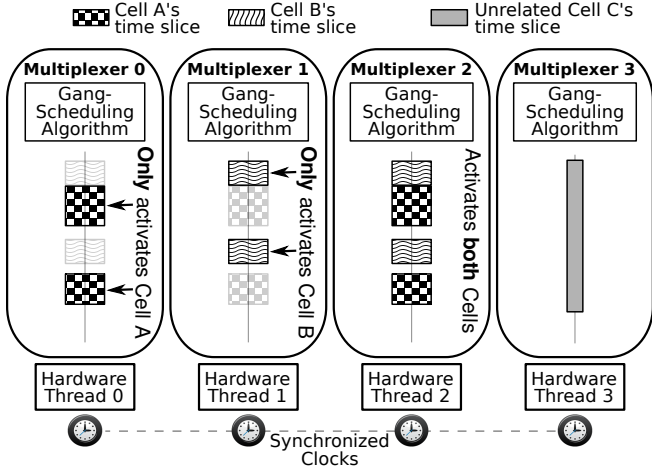 Cell A's
time slice
Cell B's
time slice
Unrelated Cell C's
time slice
Multiplexer 0
Gang-
Scheduling
Algorithm
Only activates Cell A
Hardware
Thread 0
Multiplexer 1
Gang-
Scheduling
Algorithm
Only activates Cell B
Hardware
Thread 1
Multiplexer 2
Gang-
Scheduling
Algorithm
Activates both Cells
Hardware
Thread 2
Multiplexer 3
Gang-
Scheduling
Algorithm
Hardware
Thread 3
Synchronized
Clocks